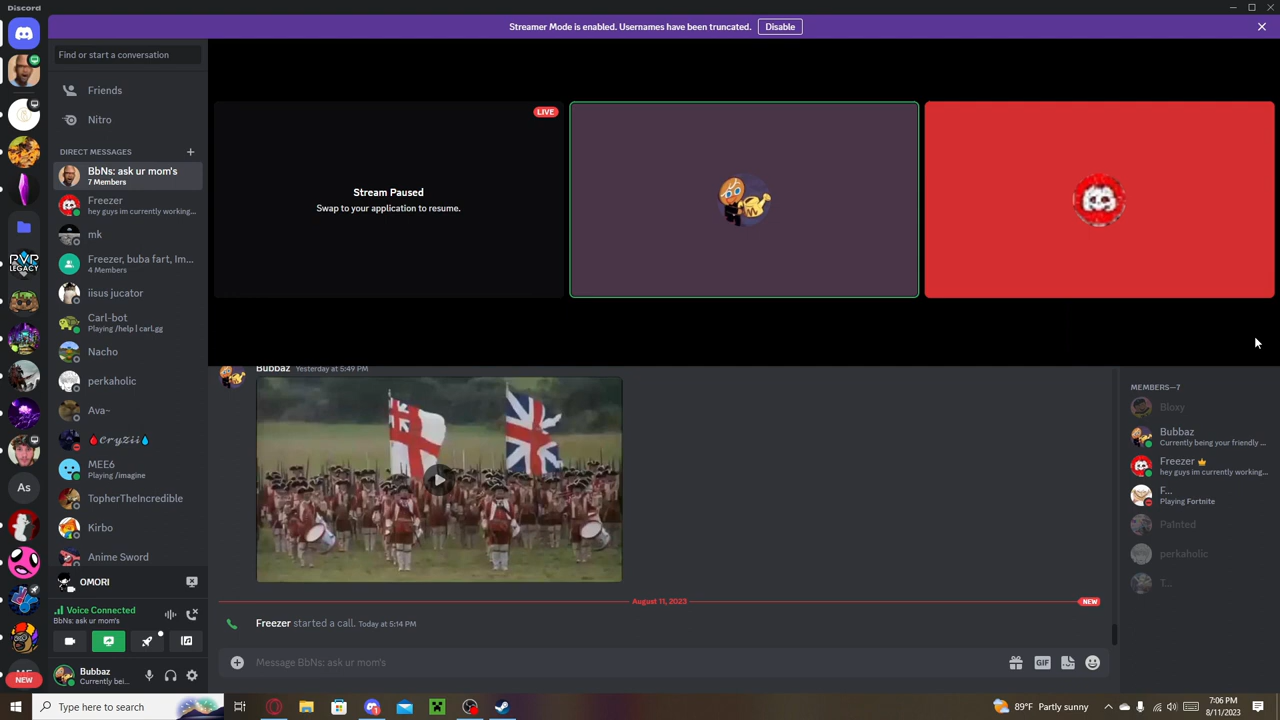 Discord
Streamer Mode is enabled. Usernames have been truncated.
Disable
Find or start a conversation
Friends
Nitro
DIRECT MESSAGES
BbNs: ask ur mom's
7 Members
Freezer
hey guys im currently working...
mk
Freezer, buba fart, Im...
4 Members
iisus jucator
Carl-bot
Playing /help | carl.gg
Nacho
perkaholic
Ava~
🩸𝓒𝓻𝔂𝓩𝓲𝓲💧
MEE6
Playing /imagine
TopherTheIncredible
Kirbo
Anime Sword
OMORI
Voice Connected
BbNs: ask ur mom's
Bubbaz
Currently bei...
PVP
LEGACY
As
NEW
LIVE
Stream Paused
Swap to your application to resume.
Bubbaz Yesterday at 5:49 PM
August 11, 2023
NEW
Freezer started a call. Today at 5:14 PM
Message BbNs: ask ur mom's
GIF
MEMBERS—7
Bloxy
Bubbaz
Currently being your friendly ...
Freezer
hey guys im currently working...
F...
Playing Fortnite
Pa1nted
perkaholic
T...
Type here to search
89°F Partly sunny
7:06 PM
8/11/2023